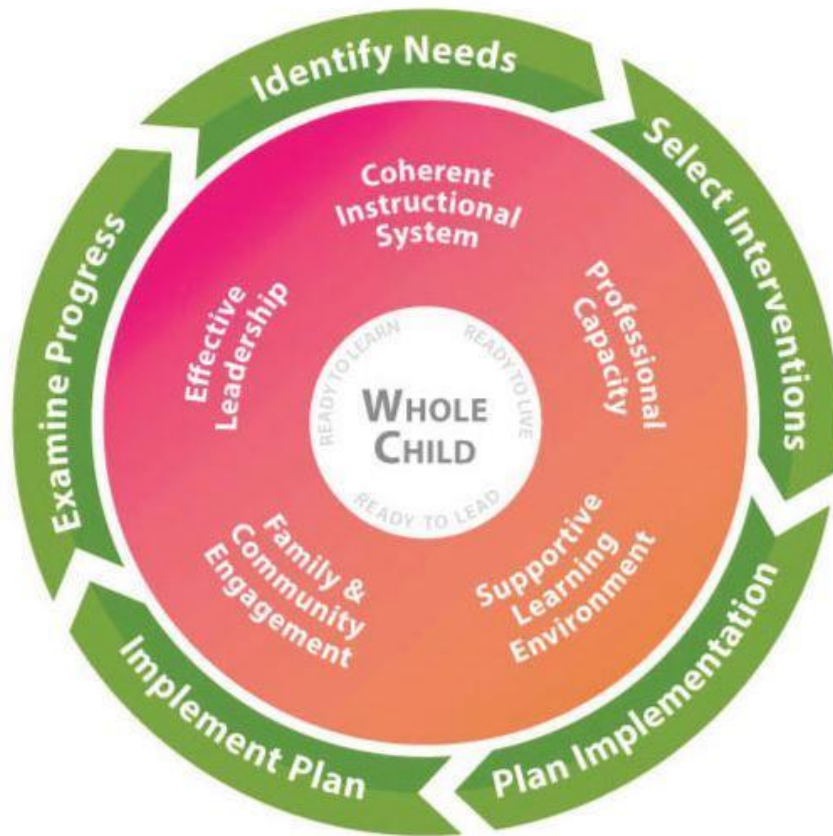 Identify Needs
Select Interventions
Plan Implementation
Implement Plan
Examine Progress
Coherent
Instructional
System
Professional
Capacity
Supportive
Learning
Environment
Family &
Community
Engagement
Effective
Leadership
READY TO LEARN
READY TO LIVE
READY TO LEAD
WHOLE
CHILD